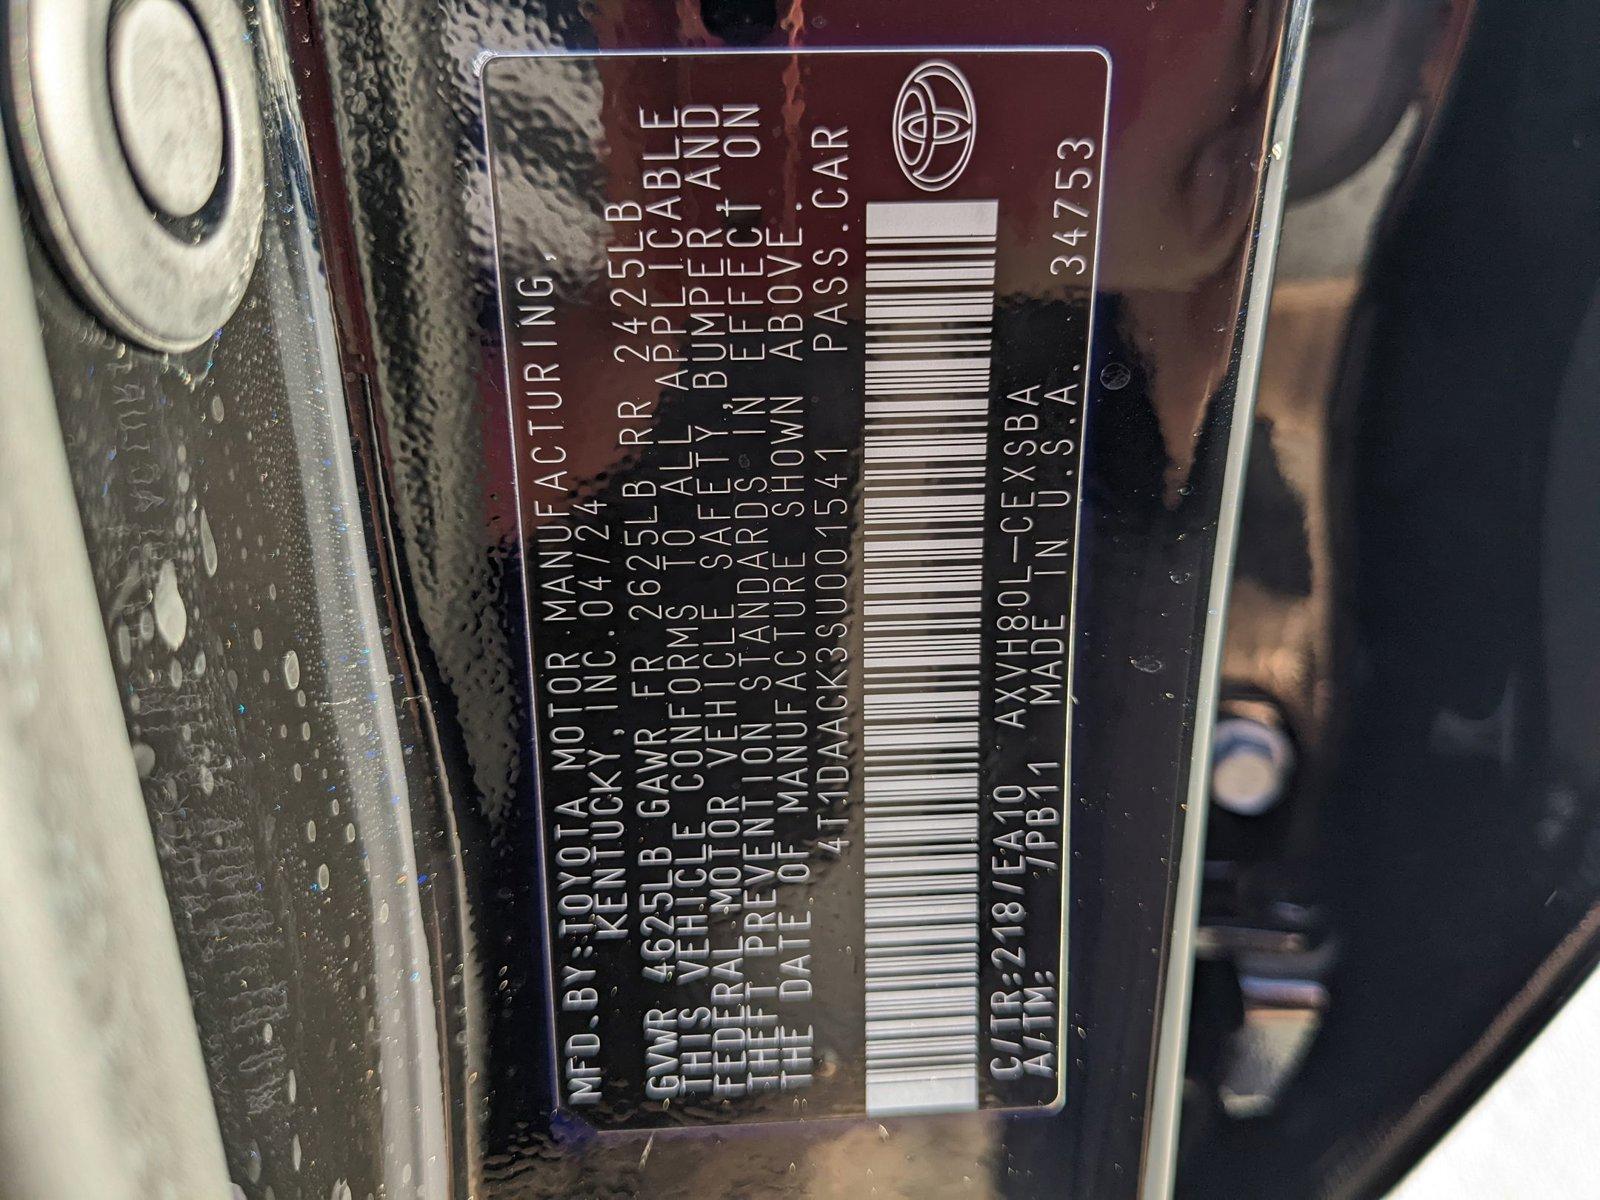 MFD.BY:TOYOTA MOTOR MANUFACTURING,
KENTUCKY, INC. 04/24
GVWR 4625LB GAWR FR 2625LB RR 2425LB
THIS VEHICLE CONFORMS TO ALL APPLICABLE
FEDERAL MOTOR VEHICLE SAFETY, BUMPER, AND
THEFT PREVENTION STANDARDS IN EFFECT ON
THE DATE OF MANUFACTURE SHOWN ABOVE.
4T1DAACK3SU001541 PASS.CAR
C/TR:218/EA10 AXVH80L-CEXSBA
A/TM: /PB11 MADE IN U.S.A. 34753